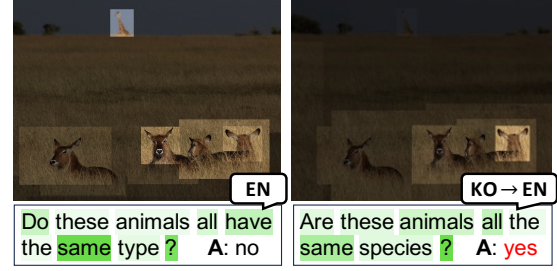 EN
Do these animals all have
the same type ? A: no
KO → EN
Are these animals all the
same species ? A: yes